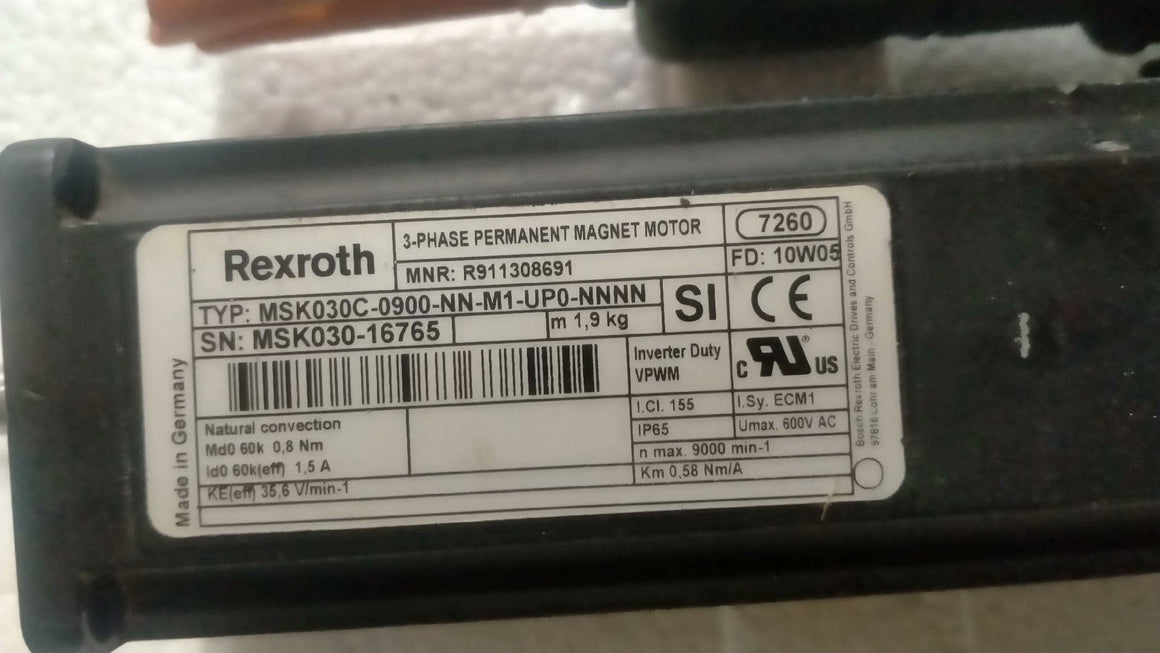 Rexroth
3-PHASE PERMANENT MAGNET MOTOR
7260
MNR: R911308691
FD: 10W05
TYP: MSK030C-0900-NN-M1-UP0-NNNN
SI
CE
SN: MSK030-16765
m 1,9 kg
Inverter Duty
VPWM
C RU ® US
I.Cl. 155
I.Sy. ECM1
Natural convection
IP65
Umax. 600V AC
Md0 60k 0,8 Nm
n max. 9000 min-1
Id0 60k(eff) 1,5 A
Km 0,58 Nm/A
KE(eff) 35,6 V/min-1
Made in Germany
Bosch Rexroth Electric Drives and Controls GmbH
97816 Lohr am Main - Germany